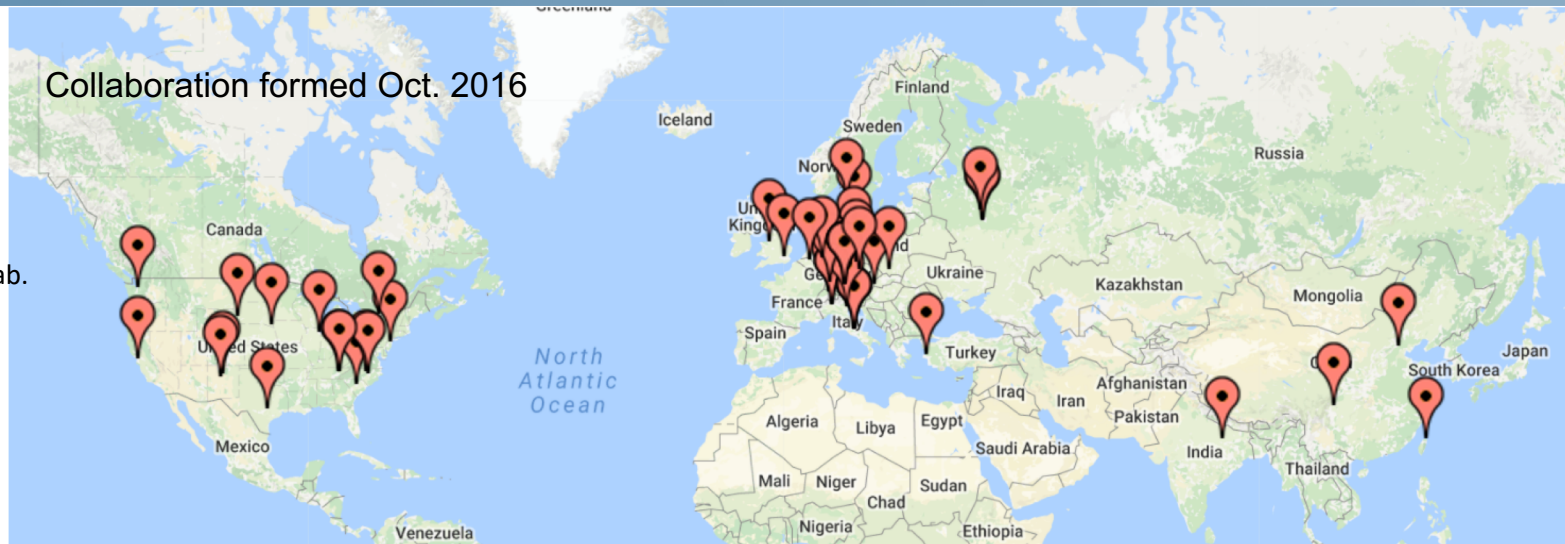 Greenland
Collaboration formed Oct. 2016
Finland
Iceland
Sweden
Russia
Canada
ab.
Ukraine
Kazakhstan
Mongolia
France
Italy
Spain
United States
North
Atlantic
Ocean
Turkey
Japan
South Korea
Afghanistan
Iraq
Iran
Pakistan
Algeria
Libya
Egypt
Mexico
Saudi Arabia
India
Thailand
Mali
Niger
Sudan
Chad
Nigeria
Ethiopia
Venezuela